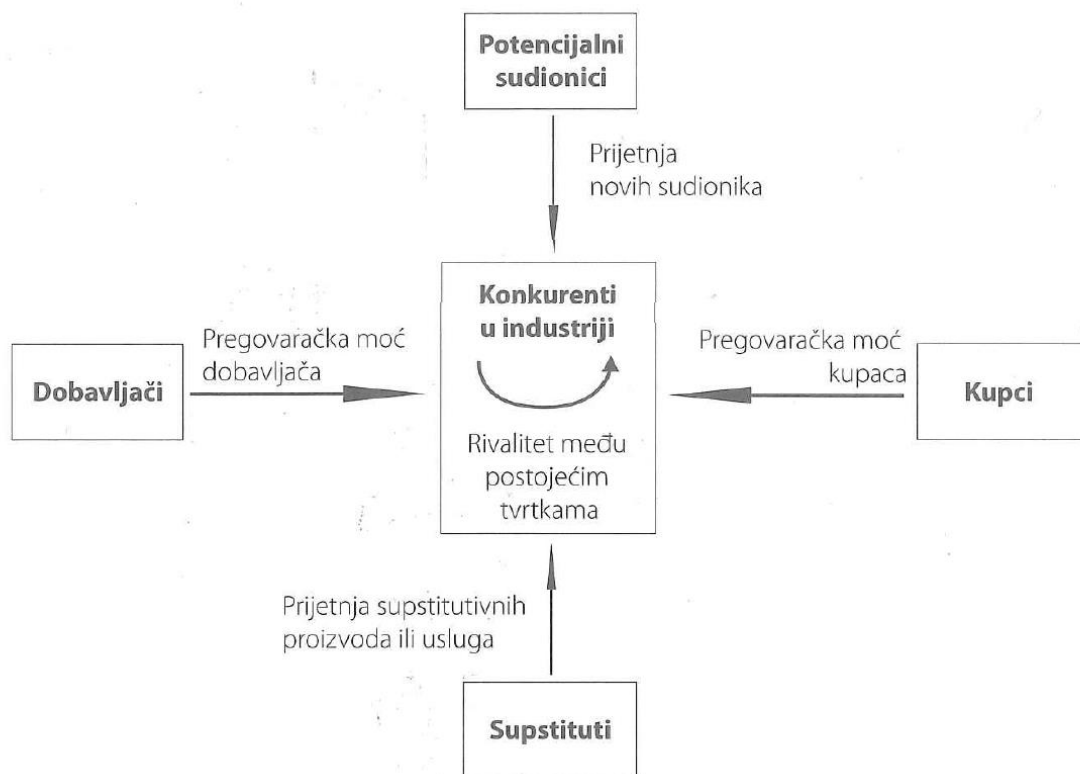 Potencijalni
sudionici
Prijetnja
novih sudionika
Konkurenti
u industriji
Pregovaračka moć
dobavljača
Pregovaračka moć
kupaca
Dobavljači
Kupci
Rivalitet među
postojećim
tvrtkama
Prijetnja supstitutivnih
proizvoda ili usluga
Supstituti